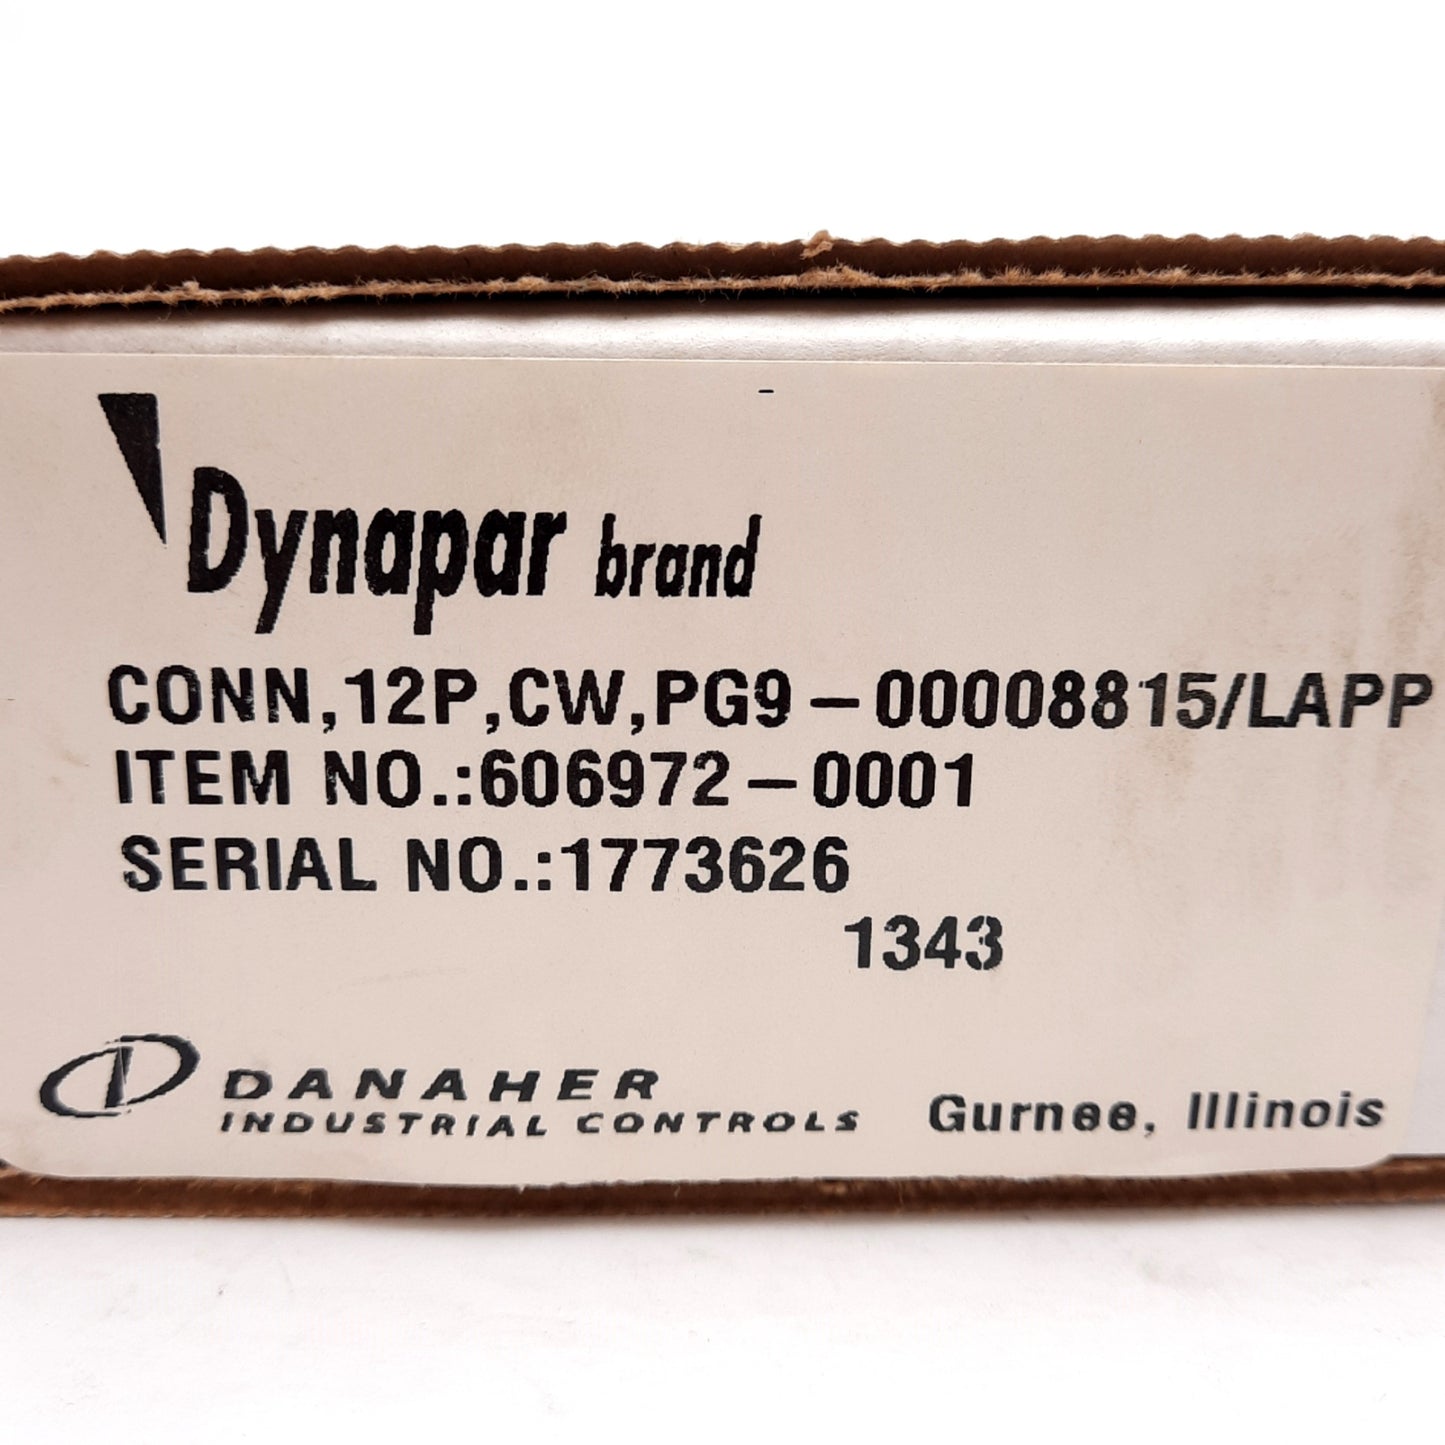 Dynapar brand
CONN,12P,CW,PG9-00008815/LAPP
ITEM NO.:606972-0001
SERIAL NO.:1773626
1343
DANAHER
INDUSTRIAL CONTROLS
Gurnee, Illinois